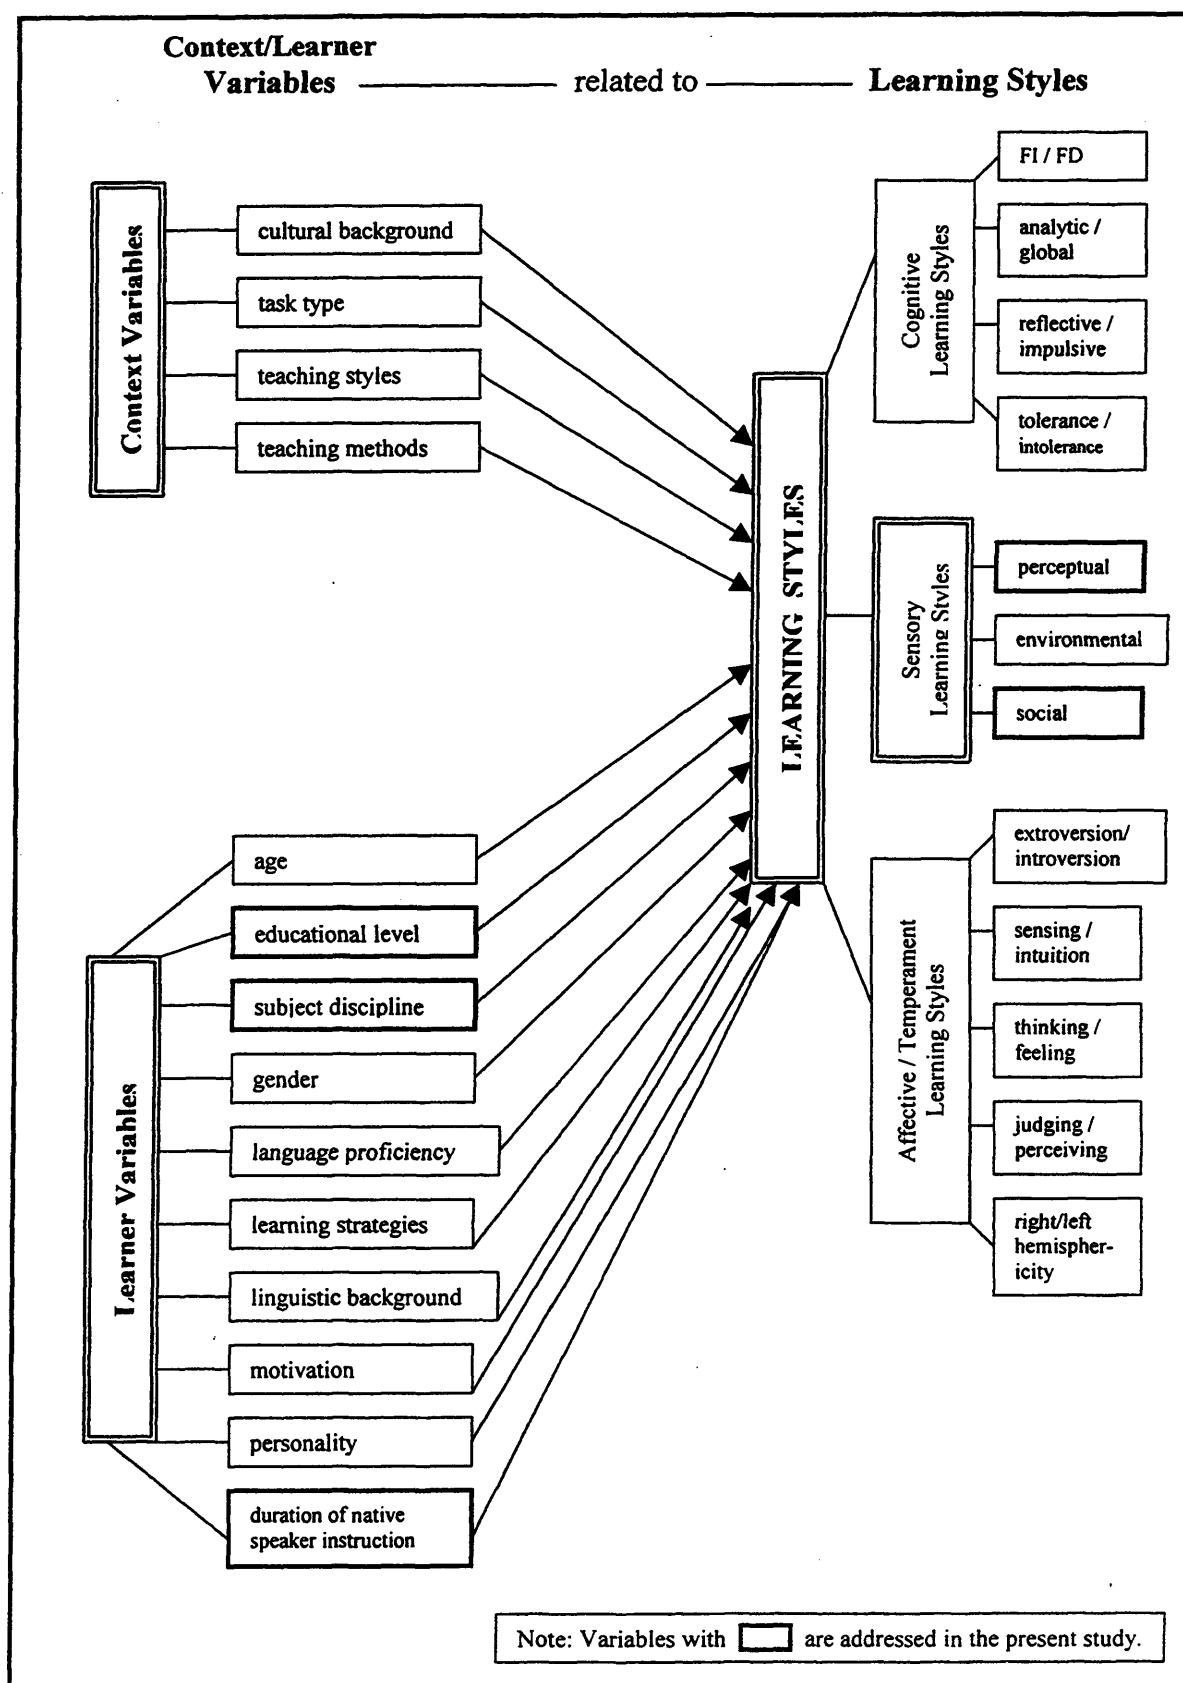 Context/Learner
Variables related to Learning Styles
Context Variables
cultural background
task type
teaching styles
teaching methods
Learner Variables
age
educational level
subject discipline
gender
language proficiency
learning strategies
linguistic background
motivation
personality
duration of native
speaker instruction
LEARNING STYLES
Cognitive
Learning Styles
FI / FD
analytic /
global
reflective /
impulsive
tolerance /
intolerance
Sensory
Learning Styles
perceptual
environmental
social
Affective / Temperament
Learning Styles
extroversion/
introversion
sensing /
intuition
thinking /
feeling
judging /
perceiving
right/left
hemispher-
icity
Note: Variables with are addressed in the present study.